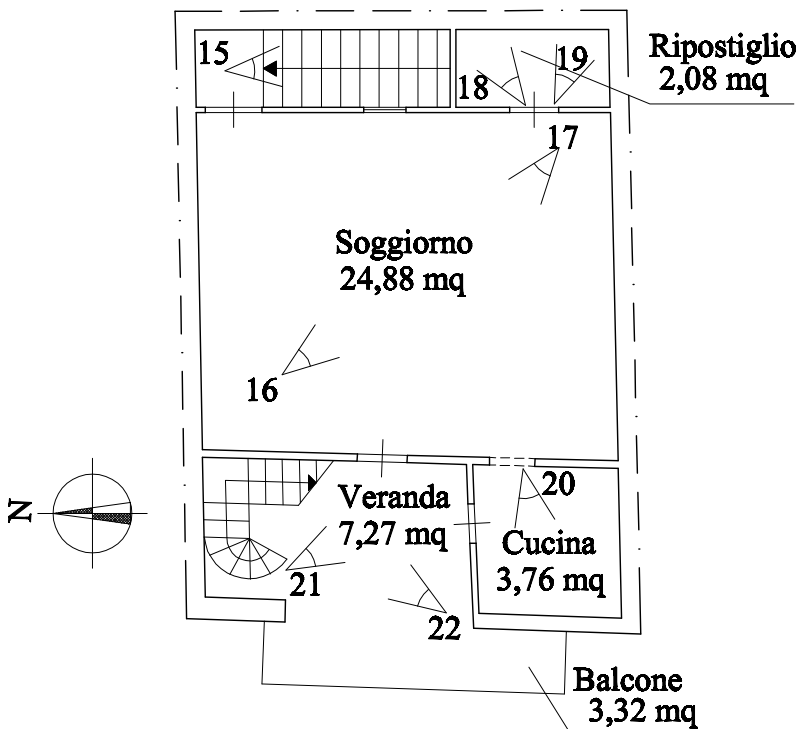 15
19
Ripostiglio
2,08 mq
18
17
Soggiorno
24,88 mq
16
N
Veranda
7,27 mq
20
Cucina
3,76 mq
21
22
Balcone
3,32 mq